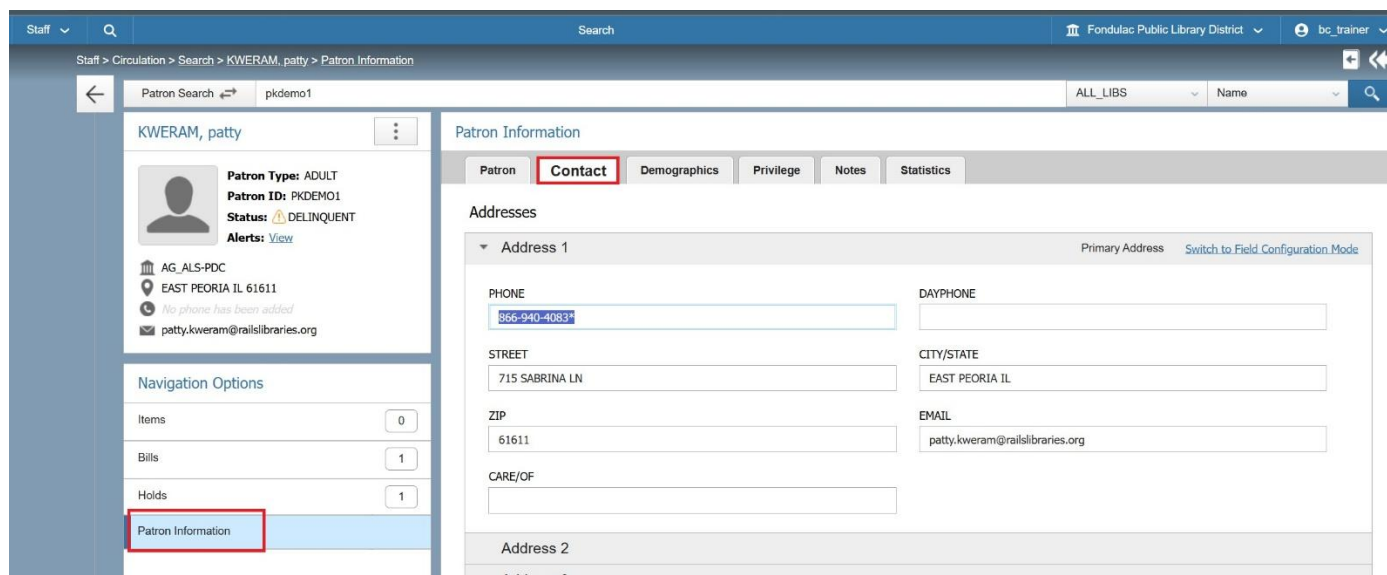 Staff Search Fondulac Public Library District bc_trainer
Staff > Circulation > Search > KWERAM, patty > Patron Information
Patron Search pkdemo1 ALL_LIBS Name
KWERAM, patty
Patron Type: ADULT
Patron ID: PKDEMO1
Status: DELINQUENT
Alerts: View
AG_ALS-PDC
EAST PEORIA IL 61611
No phone has been added
patty.kweram@railslibraries.org
Navigation Options
Items 0
Bills 1
Holds 1
Patron Information
Patron Information
Patron Contact Demographics Privilege Notes Statistics
Addresses
Address 1 Primary Address Switch to Field Configuration Mode
PHONE DAYPHONE
866-940-4083*
STREET CITY/STATE
715 SABRINA LN EAST PEORIA IL
ZIP EMAIL
61611 patty.kweram@railslibraries.org
CARE/OF
Address 2